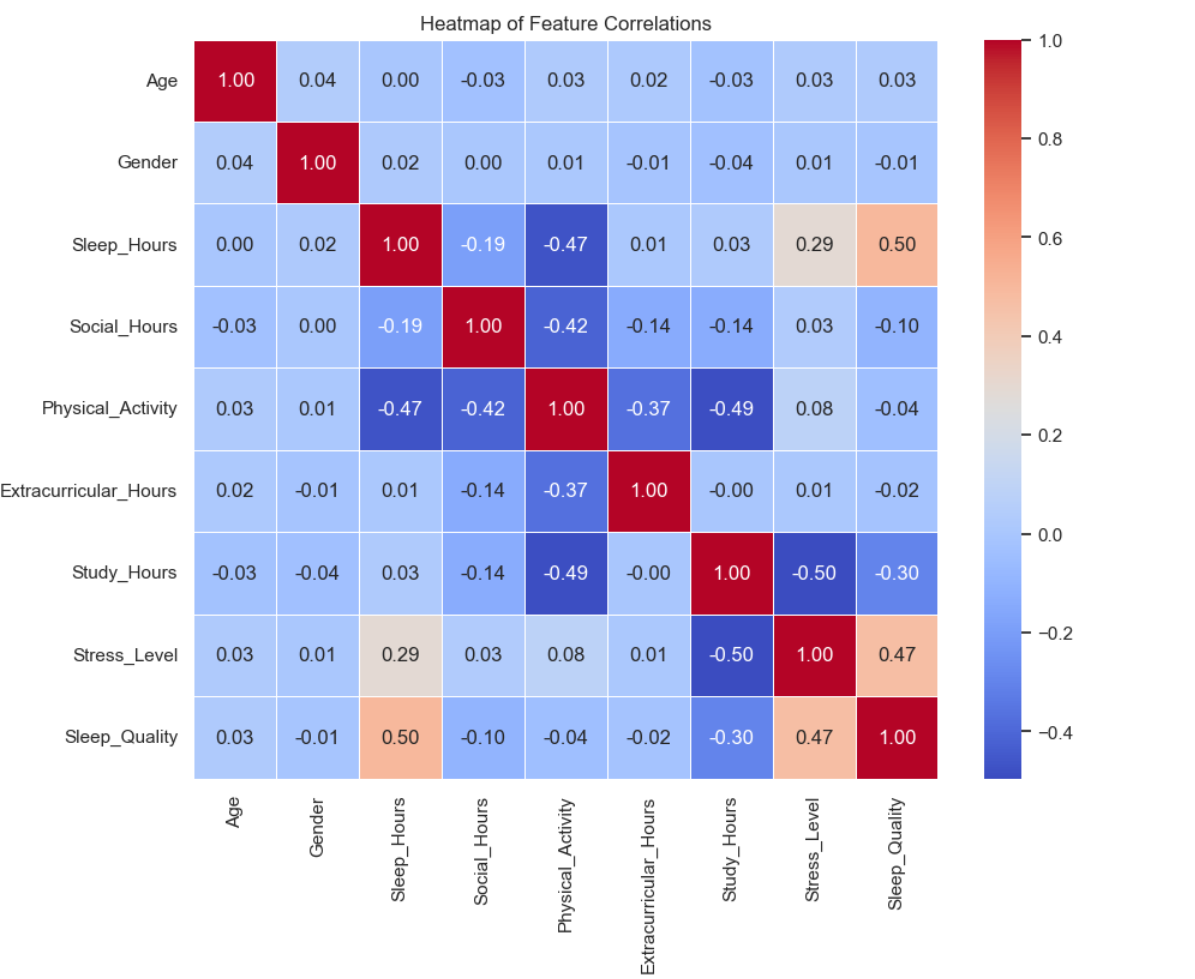 Heatmap of Feature Correlations
Age 1.00 0.04 0.00 -0.03 0.03 0.02 -0.03 0.03 0.03
Gender 0.04 1.00 0.02 0.00 0.01 -0.01 -0.04 0.01 -0.01
Sleep_Hours 0.00 0.02 1.00 -0.19 -0.47 0.01 0.03 0.29 0.50
Social_Hours -0.03 0.00 -0.19 1.00 -0.42 -0.14 -0.14 0.03 -0.10
Physical_Activity 0.03 0.01 -0.47 -0.42 1.00 -0.37 -0.49 0.08 -0.04
Extracurricular_Hours 0.02 -0.01 0.01 -0.14 -0.37 1.00 -0.00 0.01 -0.02
Study_Hours -0.03 -0.04 0.03 -0.14 -0.49 -0.00 1.00 -0.50 -0.30
Stress_Level 0.03 0.01 0.29 0.03 0.08 0.01 -0.50 1.00 0.47
Sleep_Quality 0.03 -0.01 0.50 -0.10 -0.04 -0.02 -0.30 0.47 1.00
Age
Gender
Sleep_Hours
Social_Hours
Physical_Activity
Extracurricular_Hours
Study_Hours
Stress_Level
Sleep_Quality
1.0
0.8
0.6
0.4
0.2
0.0
−0.2
−0.4